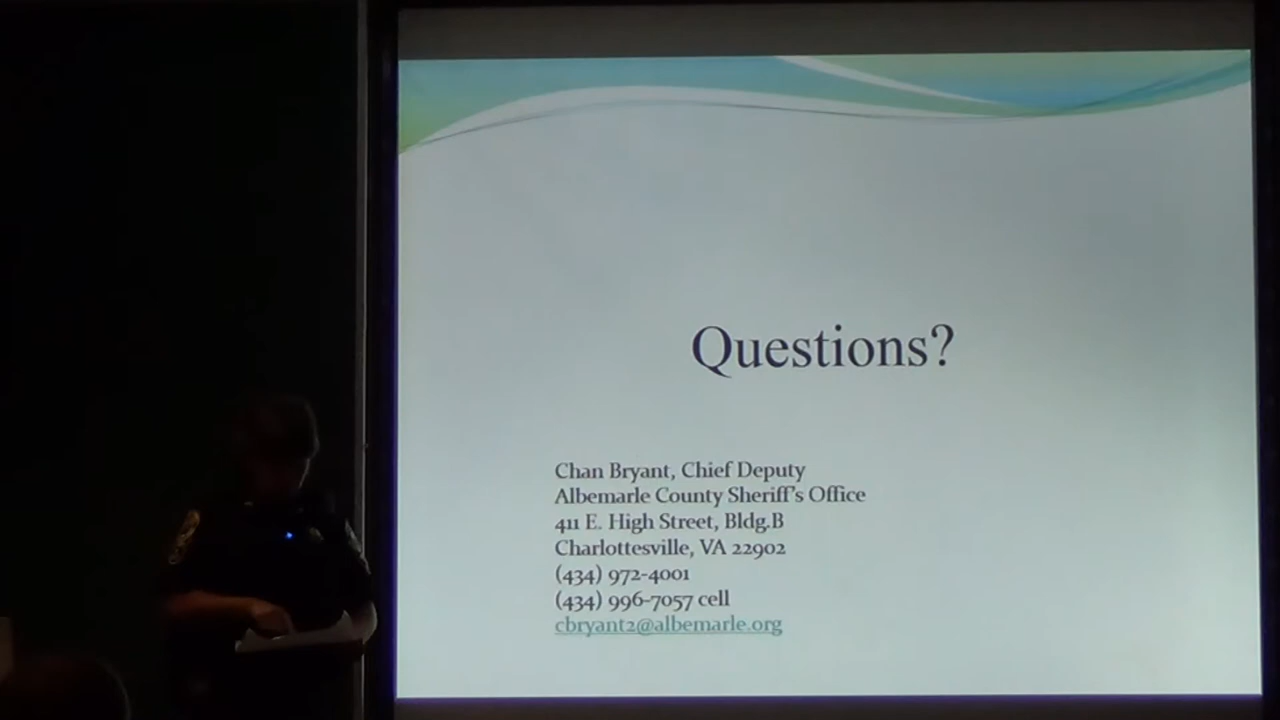 Questions?
Chan Bryant, Chief Deputy
Albemarle County Sheriff's Office
411 E. High Street, Bldg.B
Charlottesville, VA 22902
(434) 972-4001
(434) 996-7057 cell
cbryant2@albemarle.org